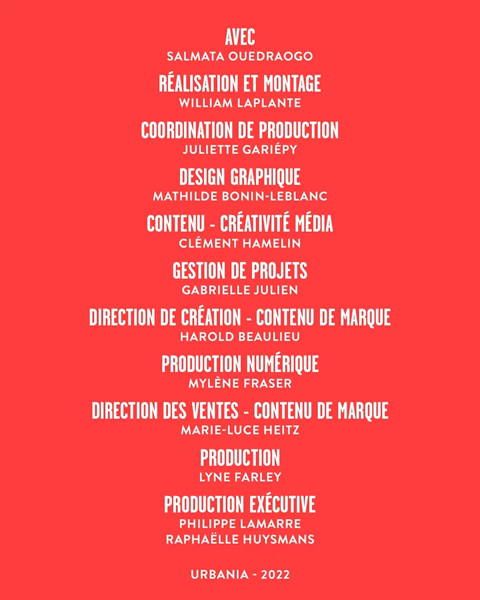 AVEC
SALMATA OUEDRAOGO
RÉALISATION ET MONTAGE
WILLIAM LAPLANTE
COORDINATION DE PRODUCTION
JULIETTE GARIÉPY
DESIGN GRAPHIQUE
MATHILDE BONIN-LEBLANC
CONTENU - CRÉATIVITÉ MÉDIA
CLÉMENT HAMELIN
GESTION DE PROJETS
GABRIELLE JULIEN
DIRECTION DE CRÉATION - CONTENU DE MARQUE
HAROLD BEAULIEU
PRODUCTION NUMÉRIQUE
MYLÈNE FRASER
DIRECTION DES VENTES - CONTENU DE MARQUE
MARIE-LUCE HEITZ
PRODUCTION
LYNE FARLEY
PRODUCTION EXÉCUTIVE
PHILIPPE LAMARRE
RAPHAËLLE HUYSMANS
URBANIA - 2022